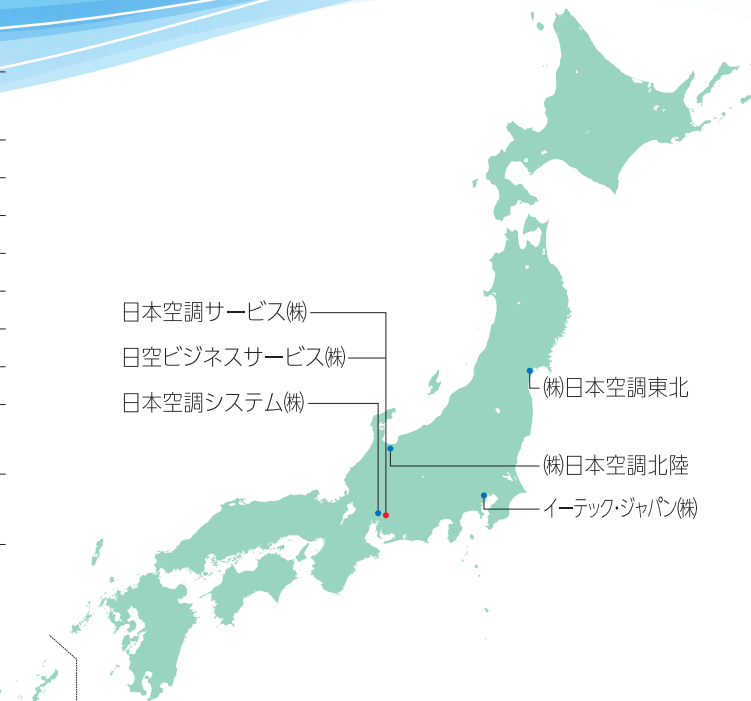 日本空調サービス㈱
日空ビジネスサービス㈱
日本空調システム㈱
㈱日本空調東北
㈱日本空調北陸
イーテック・ジャパン㈱